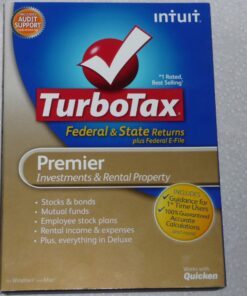 AUDIT
SUPPORT
INTUIT
#1 Rated,
Best Selling
TurboTax
Federal & State Returns
plus Federal E-File
Premier
Investments & Rental Property
• Stocks & bonds
• Mutual funds
• Employee stock plans
• Rental income & expenses
• Plus, everything in Deluxe
INCLUDES
✓ Guidance for
1st Time Users
✓ 100% Guaranteed
Accurate
Calculations
Works with
Quicken